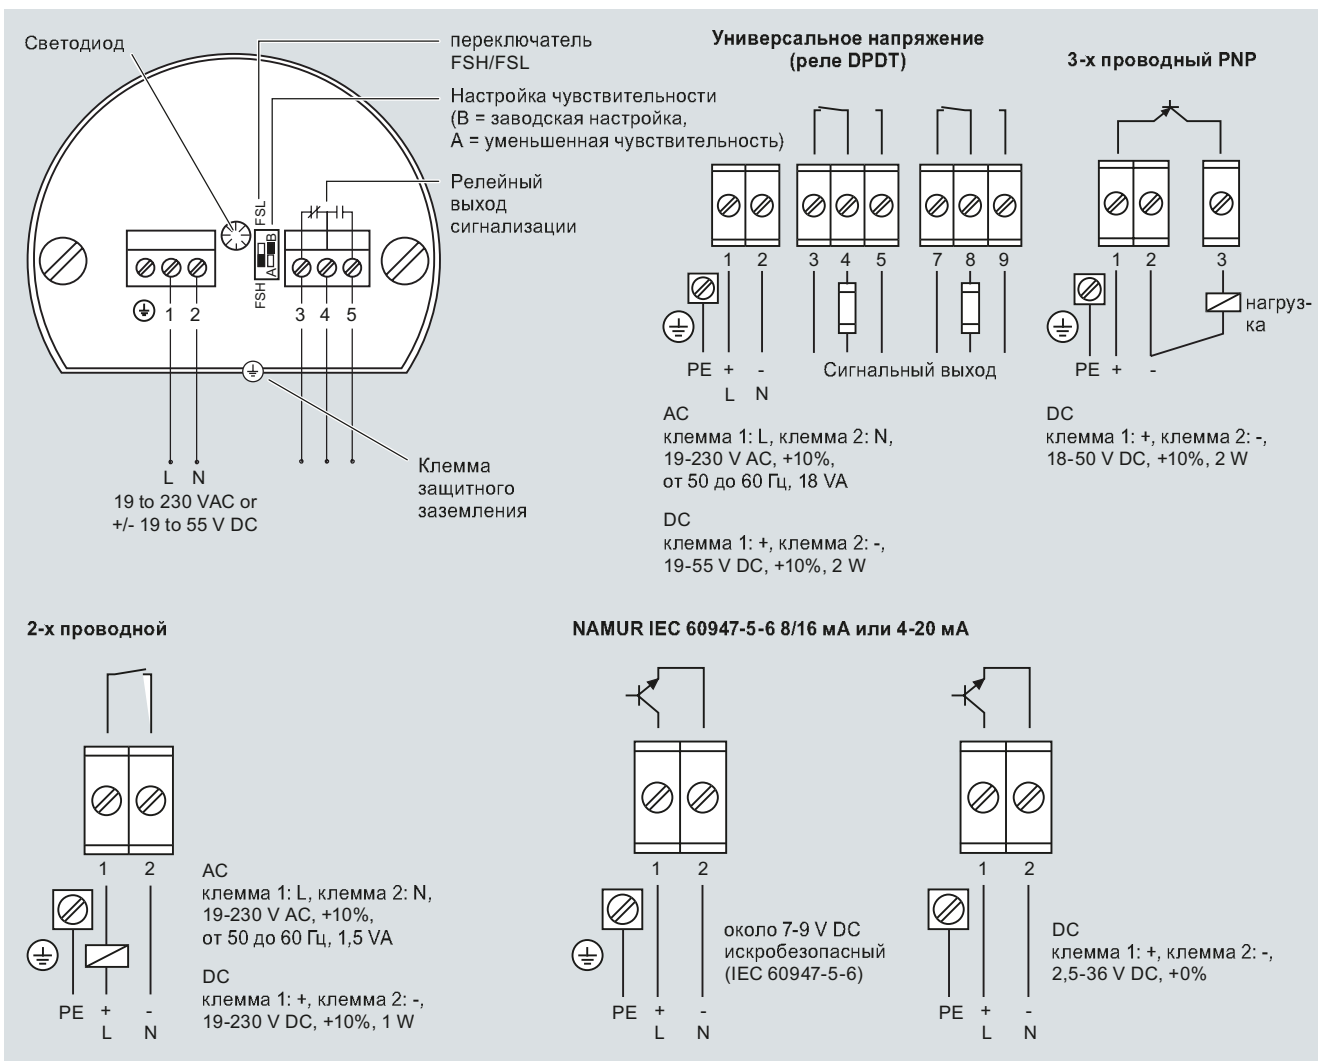 Светодиод
переключатель
FSH/FSL
Настройка чувствительности
(B = заводская настройка,
A = уменьшенная чувствительность)
Релейный
выход
сигнализации
FSL
B
A
FSH
1 2
3 4 5
L N
19 to 230 VAC or
+/- 19 to 55 V DC
Клемма
защитного
заземления
Универсальное напряжение
(реле DPDT)
1 2 3 4 5 7 8 9
PE + -
L N
Сигнальный выход
AC
клемма 1: L, клемма 2: N,
19-230 V AC, +10%,
от 50 до 60 Гц, 18 VA
DC
клемма 1: +, клемма 2: -,
19-55 V DC, +10%, 2 W
3-х проводный PNP
1 2 3
нагруз-
ка
PE + -
DC
клемма 1: +, клемма 2: -,
18-50 V DC, +10%, 2 W
2-х проводной
1 2
PE + -
L N
AC
клемма 1: L, клемма 2: N,
19-230 V AC, +10%,
от 50 до 60 Гц, 1,5 VA
DC
клемма 1: +, клемма 2: -,
19-230 V DC, +10%, 1 W
NAMUR IEC 60947-5-6 8/16 мА или 4-20 мА
1 2
PE + -
L N
около 7-9 V DC
искробезопасный
(IEC 60947-5-6)
1 2
PE + -
L N
DC
клемма 1: +, клемма 2: -,
2,5-36 V DC, +0%